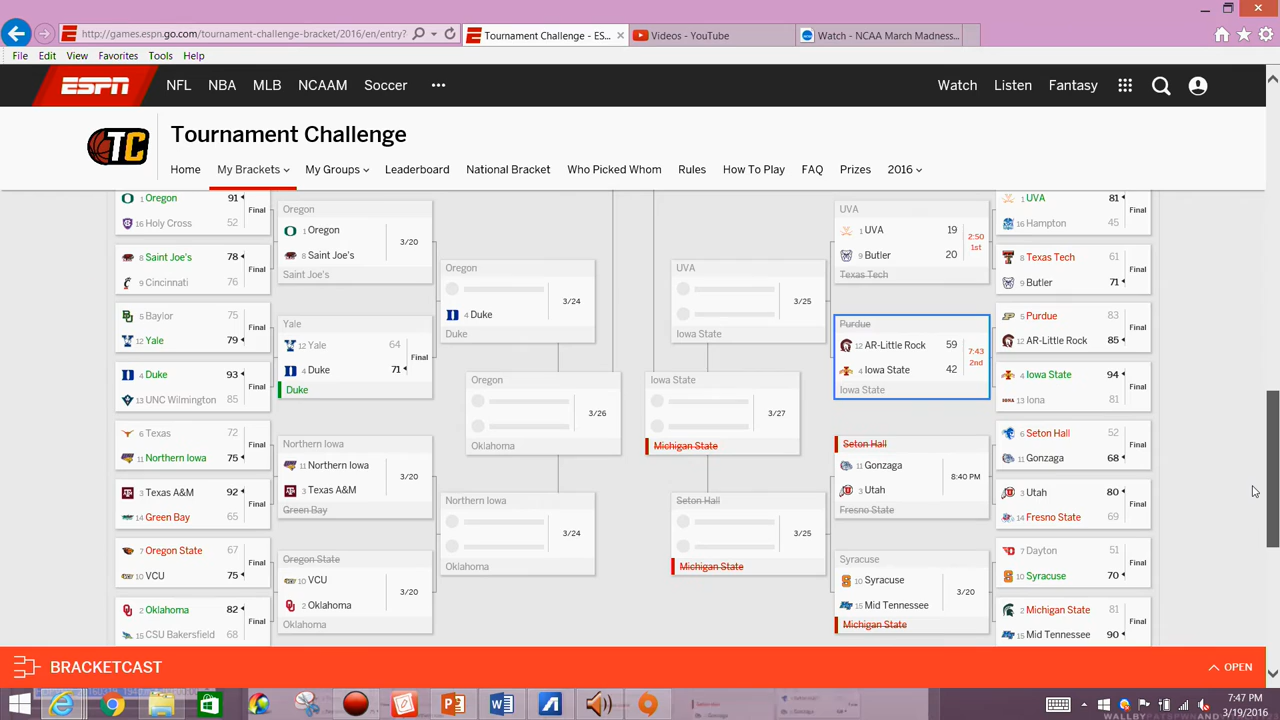 http://games.espn.go.com/tournament-challenge-bracket/2016/en/entry?
Tournament Challenge - ES...
Videos - YouTube
Watch - NCAA March Madness...
File Edit View Favorites Tools Help
ESPN NFL NBA MLB NCAAM Soccer ••• Watch Listen Fantasy
TC
Tournament Challenge
Home My Brackets My Groups Leaderboard National Bracket Who Picked Whom Rules How To Play FAQ Prizes 2016
1 Oregon 91
16 Holy Cross 52
Final
8 Saint Joe's 78
9 Cincinnati 76
Final
5 Baylor 75
12 Yale 79
Final
4 Duke 93
13 UNC Wilmington 85
Final
6 Texas 72
11 Northern Iowa 75
Final
3 Texas A&M 92
14 Green Bay 65
Final
7 Oregon State 67
10 VCU 75
Final
2 Oklahoma 82
15 CSU Bakersfield 68
Final
Oregon
1 Oregon
8 Saint Joe's
3/20
Saint Joe's
Yale
12 Yale 64
4 Duke 71
Final
Duke
Northern Iowa
11 Northern Iowa
3 Texas A&M
3/20
Green Bay
Oregon State
10 VCU
2 Oklahoma
3/20
Oklahoma
Oregon
4 Duke
3/24
Duke
Oregon
3/26
Oklahoma
Northern Iowa
3/24
Oklahoma
UVA
3/25
Iowa State
Iowa State
3/27
Michigan State
Seton Hall
3/25
Michigan State
UVA
1 UVA 19
9 Butler 20
2:50
1st
Texas Tech
Purdue
12 AR-Little Rock 59
4 Iowa State 42
7:43
2nd
Iowa State
Seton Hall
11 Gonzaga
3 Utah
8:40 PM
Fresno State
Syracuse
10 Syracuse
15 Mid Tennessee
3/20
Michigan State
1 UVA 81
16 Hampton 45
Final
8 Texas Tech 61
9 Butler 71
Final
5 Purdue 83
12 AR-Little Rock 85
Final
4 Iowa State 94
13 Iona 81
Final
6 Seton Hall 52
11 Gonzaga 68
Final
3 Utah 80
14 Fresno State 69
Final
7 Dayton 51
10 Syracuse 70
Final
2 Michigan State 81
15 Mid Tennessee 90
Final
BRACKETCAST
OPEN
7:47 PM
3/19/2016